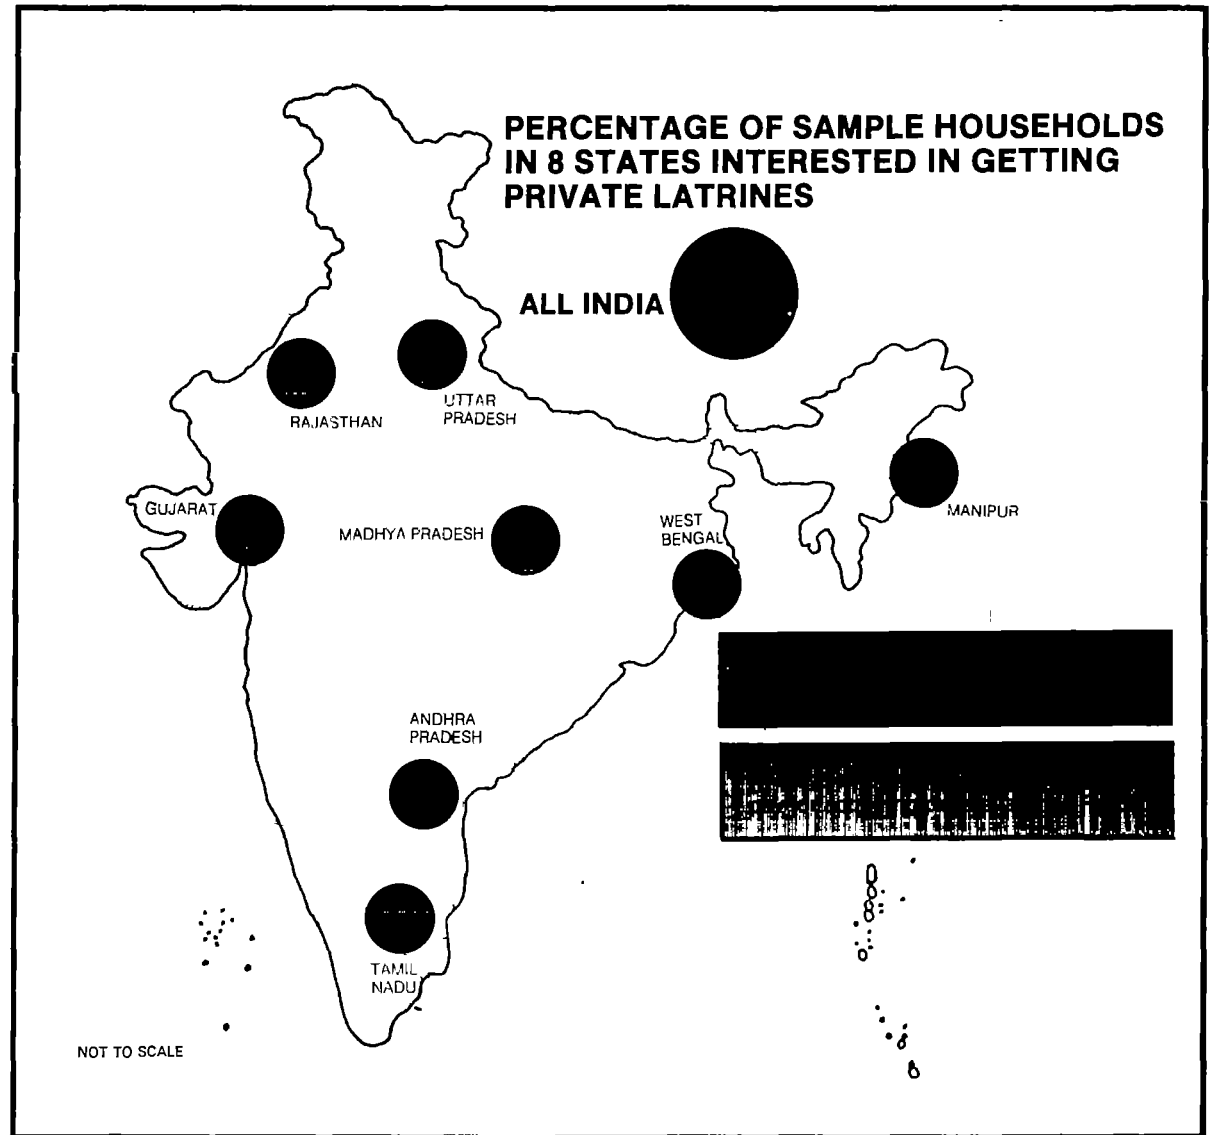 PERCENTAGE OF SAMPLE HOUSEHOLDS
IN 8 STATES INTERESTED IN GETTING
PRIVATE LATRINES
ALL INDIA
UTTAR
PRADESH
RAJASTHAN
GUJARAT
MADHYA PRADESH
WEST
BENGAL
MANIPUR
ANDHRA
PRADESH
TAMIL
NADU
NOT TO SCALE